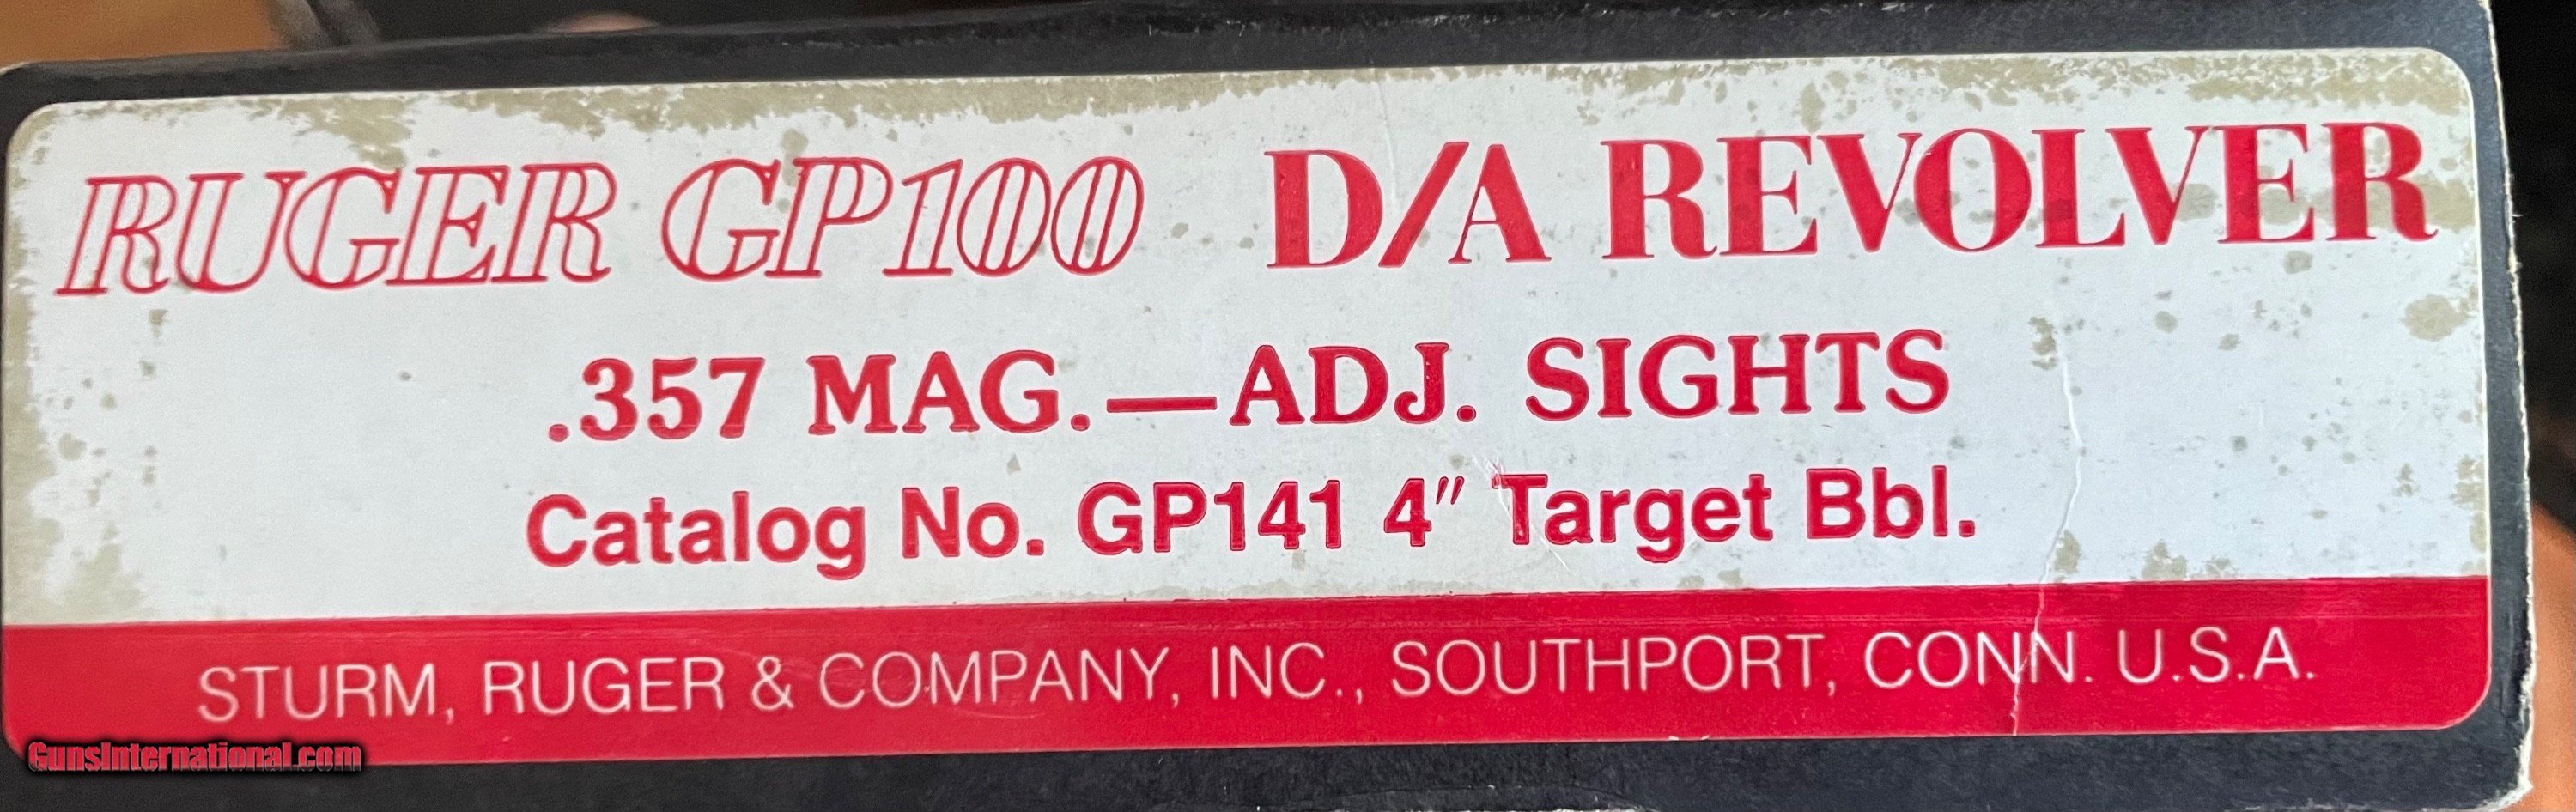 RUGER GP100 D/A REVOLVER
.357 MAG.—ADJ. SIGHTS
Catalog No. GP141 4" Target Bbl.
STURM, RUGER & COMPANY, INC., SOUTHPORT, CONN. U.S.A.
GunsInternational.com